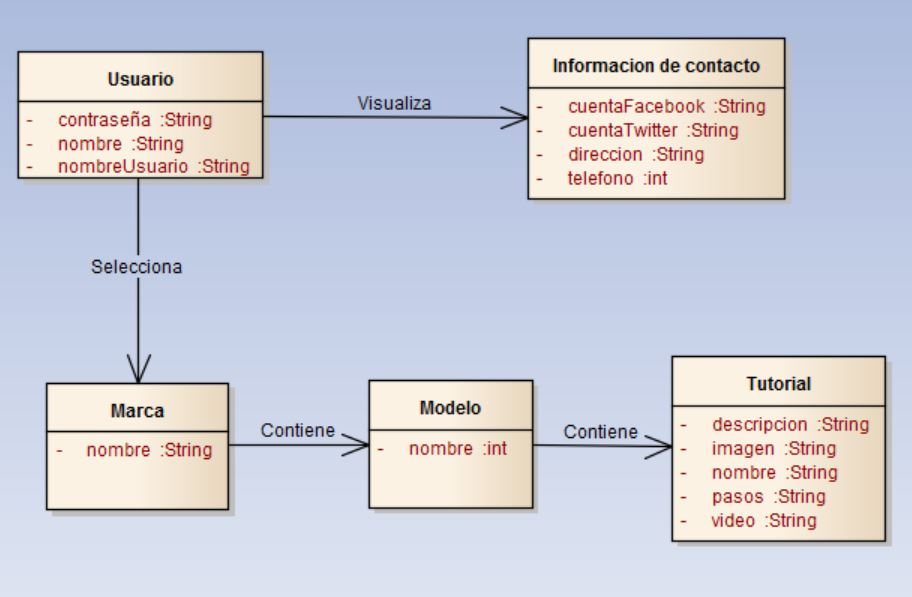 Usuario
- contraseña :String
- nombre :String
- nombreUsuario :String
Visualiza
Informacion de contacto
- cuentaFacebook :String
- cuentaTwitter :String
- direccion :String
- telefono :int
Selecciona
Marca
- nombre :String
Contiene
Modelo
- nombre :int
Contiene
Tutorial
- descripcion :String
- imagen :String
- nombre :String
- pasos :String
- video :String